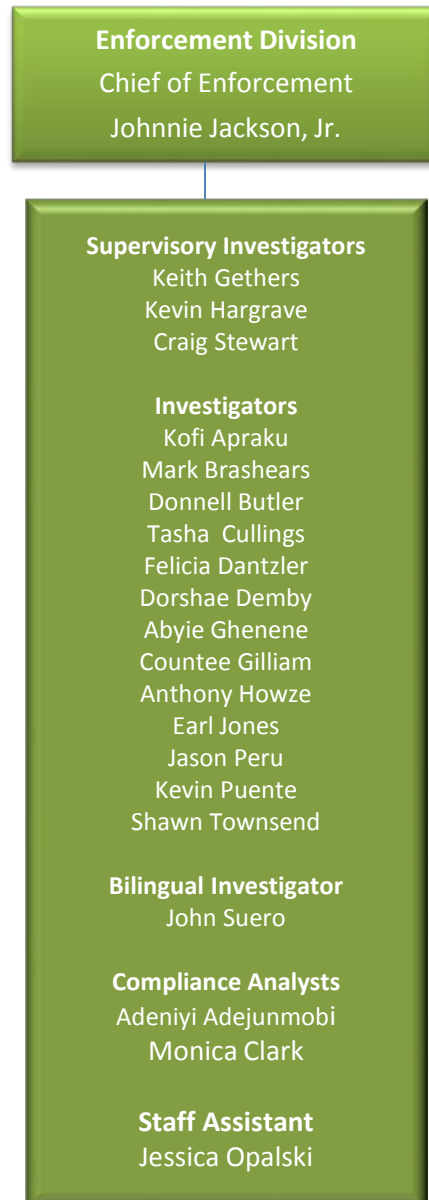 Enforcement Division
Chief of Enforcement
Johnnie Jackson, Jr.
Supervisory Investigators
Keith Gethers
Kevin Hargrave
Craig Stewart
Investigators
Kofi Apraku
Mark Brashears
Donnell Butler
Tasha  Cullings
Felicia Dantzler
Dorshae Demby
Abyie Ghenene
Countee Gilliam
Anthony Howze
Earl Jones
Jason Peru
Kevin Puente
Shawn Townsend
Bilingual Investigator
John Suero
Compliance Analysts
Adeniyi Adejunmobi
Monica Clark
Staff Assistant
Jessica Opalski